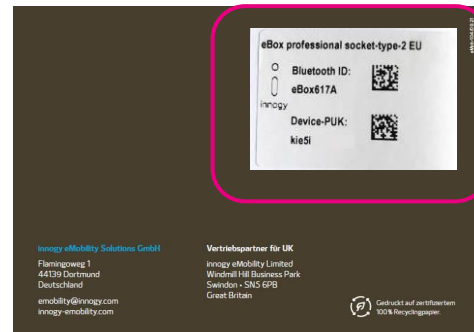 eBox professional socket-type-2 EU
Bluetooth ID:
eBox617A
innogy
Device-PUK:
kie5i
innogy eMobility Solutions GmbH
Flamingoweg 1
44139 Dortmund
Deutschland
emobility@innogy.com
innogy-emobility.com
Vertriebspartner für UK
innogy eMobility Limited
Windmill Hill Business Park
Swindon • SN5 6PB
Great Britain
Gedruckt auf zertifiziertem
100% Recyclingpapier.